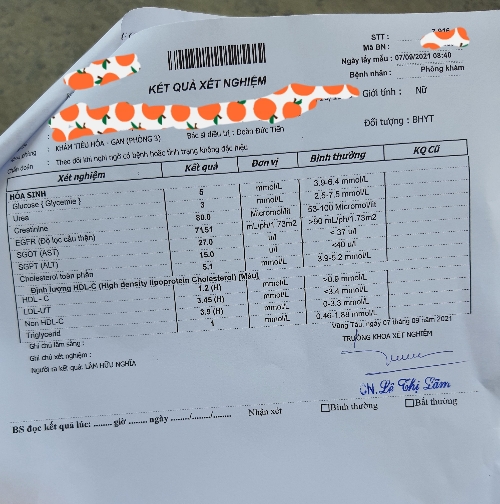 STT :
Mã BN :
Ngày lấy mẫu : 07/09/2021 08:40
Bệnh nhân : Phòng khám
KẾT QUẢ XÉT NGHIỆM
Giới tính : Nữ
Đối tượng : BHYT
KHÁM TIÊU HÓA - GAN (PHÒNG 3) Bác sĩ điều trị : Đoàn Đức Tiến
Theo dõi khi nghi ngờ có bệnh hoặc tình trạng không đặc hiệu
Xét nghiệm Kết quả Đơn vị Bình thường KQ Cũ
HÓA SINH
Glucose ( Glycemie ) 5 mmol/L 3.9-6.4 mmol/L
Urea 3 mmol/L 2.5-7.5 mmol/L
Creatinine 80.0 Micromol/lit 53-100 Micromol/lit
EGFR (Độ lọc cầu thận) 71.51 mL/ph/1.73m2 >90 mL/ph/1.73m2
SGOT (AST) 27.0 u/l < 37 u/l
SGPT (ALT) 15.0 u/l <40 u/l
Cholesterol toàn phần 5.1 mmol/L 3.9-5.2 mmol/L
Định lượng HDL-C (High density lipoprotein Cholesterol) [Máu]
HDL - C 1.2 (H) mmol/L >0.9 mmol/L
LDL-UT 3.45 (H) mmol/L <3.4 mmol/L
Non HDL-C 3.9 (H) mmol/L 0-3.3 mmol/L
Triglycerid 1 mmol/L 0.46-1.88 mmol/L
Ghi chú lâm sàng :
Vũng Tàu, ngày 07 tháng 09 năm 2021
Ghi chú xét nghiệm :
TRƯỞNG KHOA XÉT NGHIỆM
Người ra kết quả: LÂM HỮU NGHĨA
CN. Lê Thị Lãm
BS đọc kết quả lúc: ....... giờ ........ ngày ........./........./........ Nhận xét ☐Bình thường ☐Bất thường